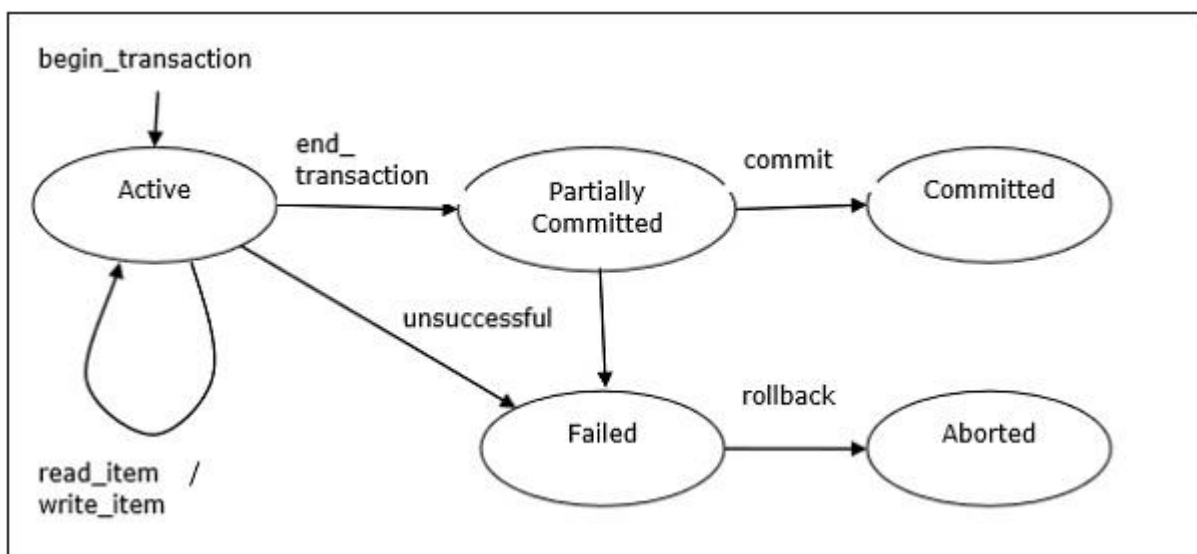 begin_transaction
end_
transaction
commit
Active
Partially
Committed
Committed
unsuccessful
rollback
Failed
Aborted
read_item /
write_item